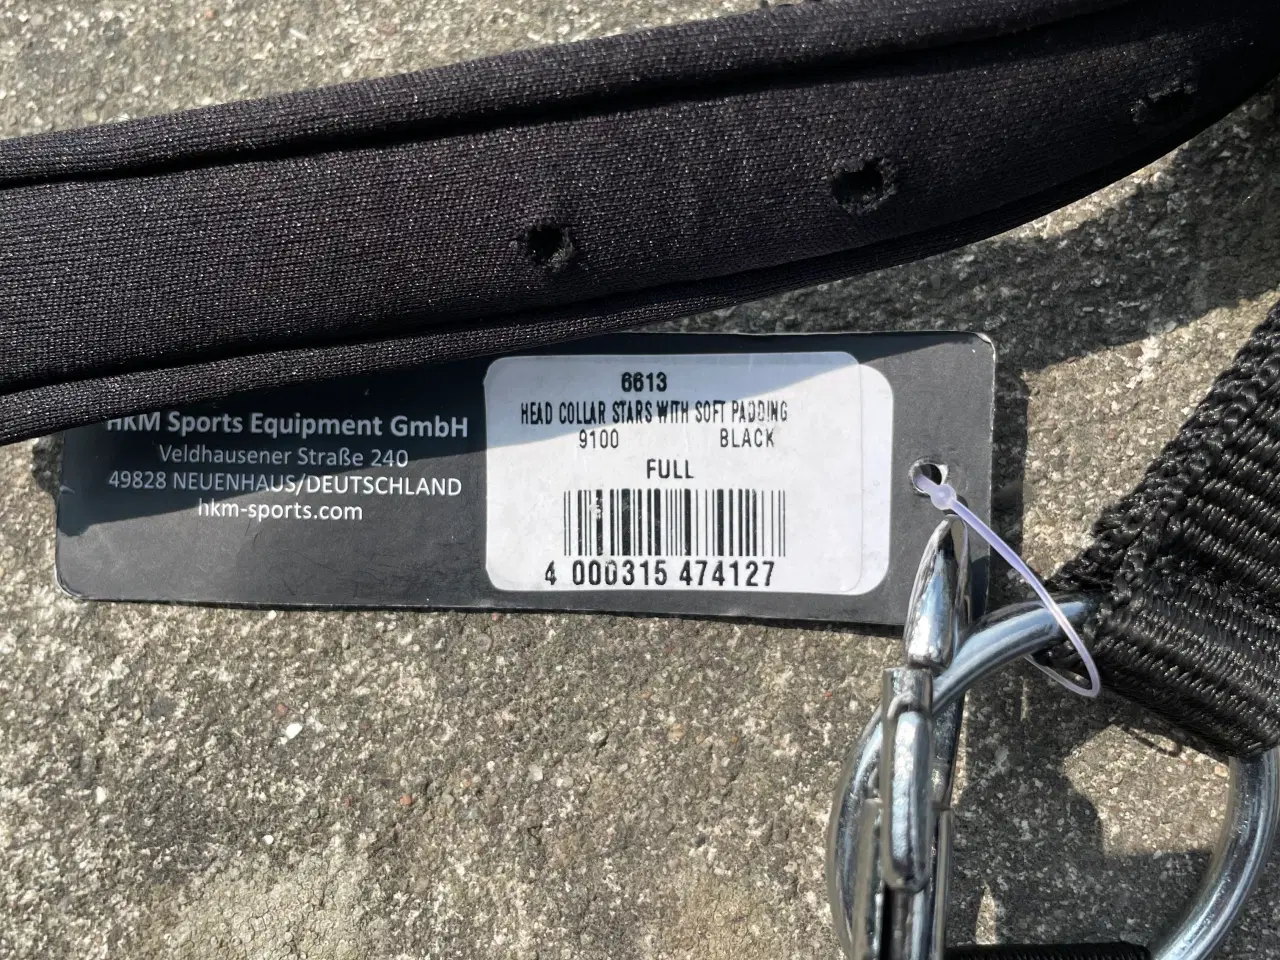 HKM Sports Equipment GmbH
Veldhausener Straße 240
49828 NEUENHAUS/DEUTSCHLAND
hkm-sports.com
6613
HEAD COLLAR STARS WITH SOFT PADDING
9100 BLACK
FULL
4 000315 474127